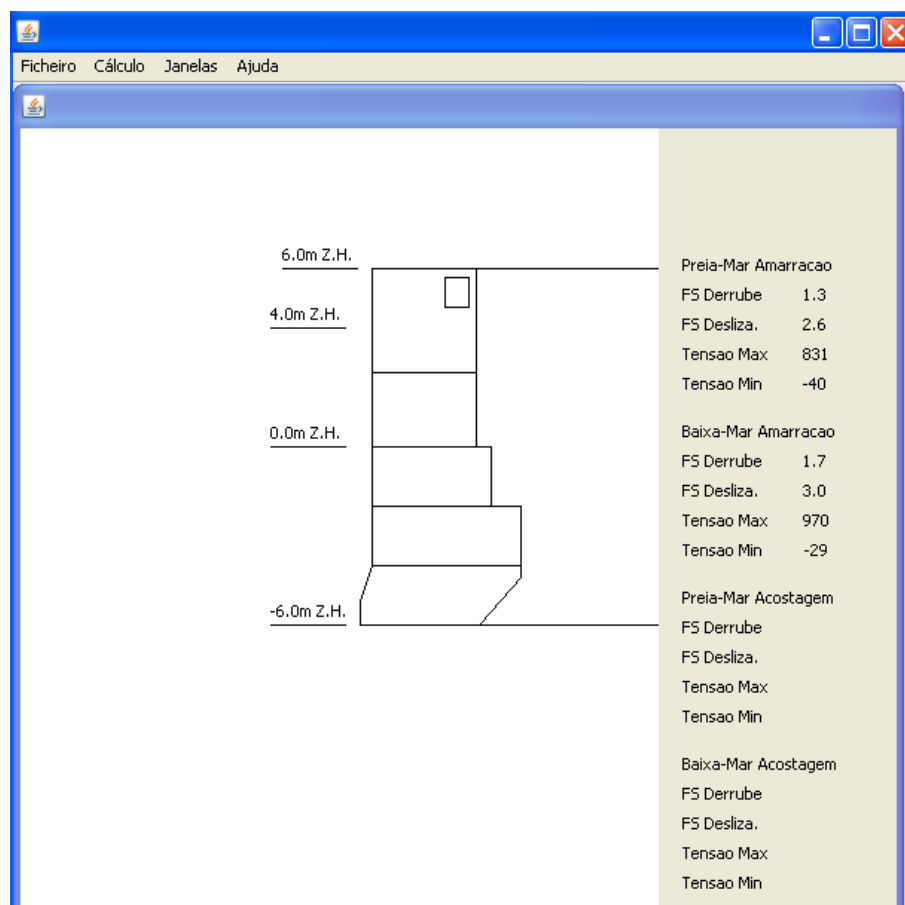 Ficheiro Cálculo Janelas Ajuda
6.0m Z.H.
4.0m Z.H.
0.0m Z.H.
-6.0m Z.H.
Preia-Mar Amarracao
FS Derrube 1.3
FS Desliza. 2.6
Tensao Max 831
Tensao Min -40
Baixa-Mar Amarracao
FS Derrube 1.7
FS Desliza. 3.0
Tensao Max 970
Tensao Min -29
Preia-Mar Acostagem
FS Derrube
FS Desliza.
Tensao Max
Tensao Min
Baixa-Mar Acostagem
FS Derrube
FS Desliza.
Tensao Max
Tensao Min